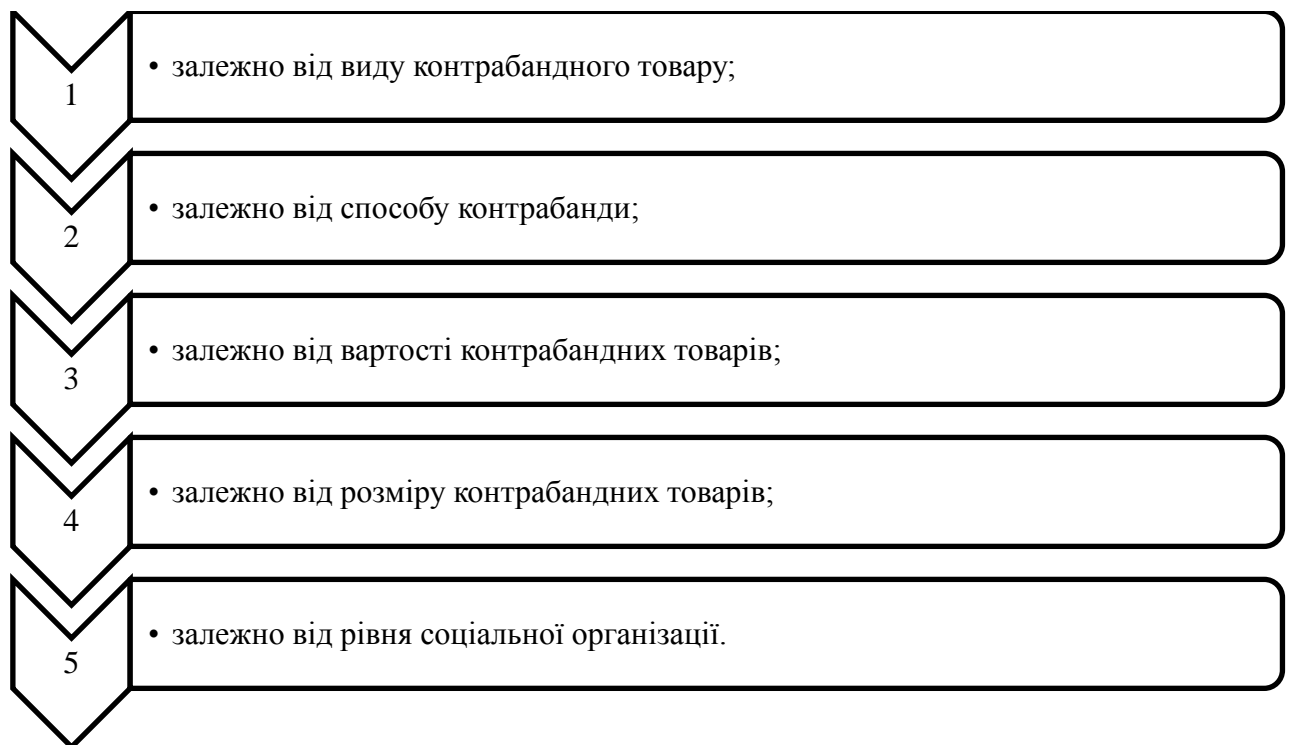 1
• залежно від виду контрабандного товару;
2
• залежно від способу контрабанди;
3
• залежно від вартості контрабандних товарів;
4
• залежно від розміру контрабандних товарів;
5
• залежно від рівня соціальної організації.